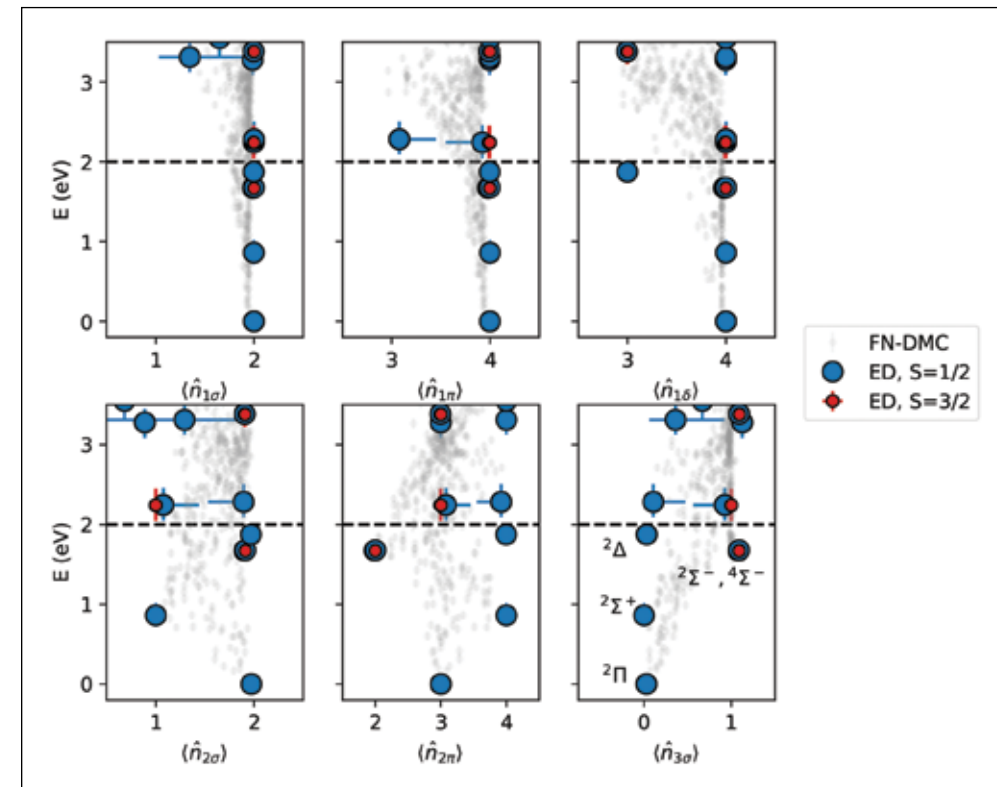 E (eV)
3
2
1
0
1 2
⟨n̂1σ⟩
3 4
⟨n̂1π⟩
3 4
⟨n̂1δ⟩
FN-DMC
ED, S=1/2
ED, S=3/2
E (eV)
3
2
1
0
²Δ
²Σ⁻, ⁴Σ⁻
²Σ⁺
²Π
1 2
⟨n̂2σ⟩
2 3 4
⟨n̂2π⟩
0 1
⟨n̂3σ⟩